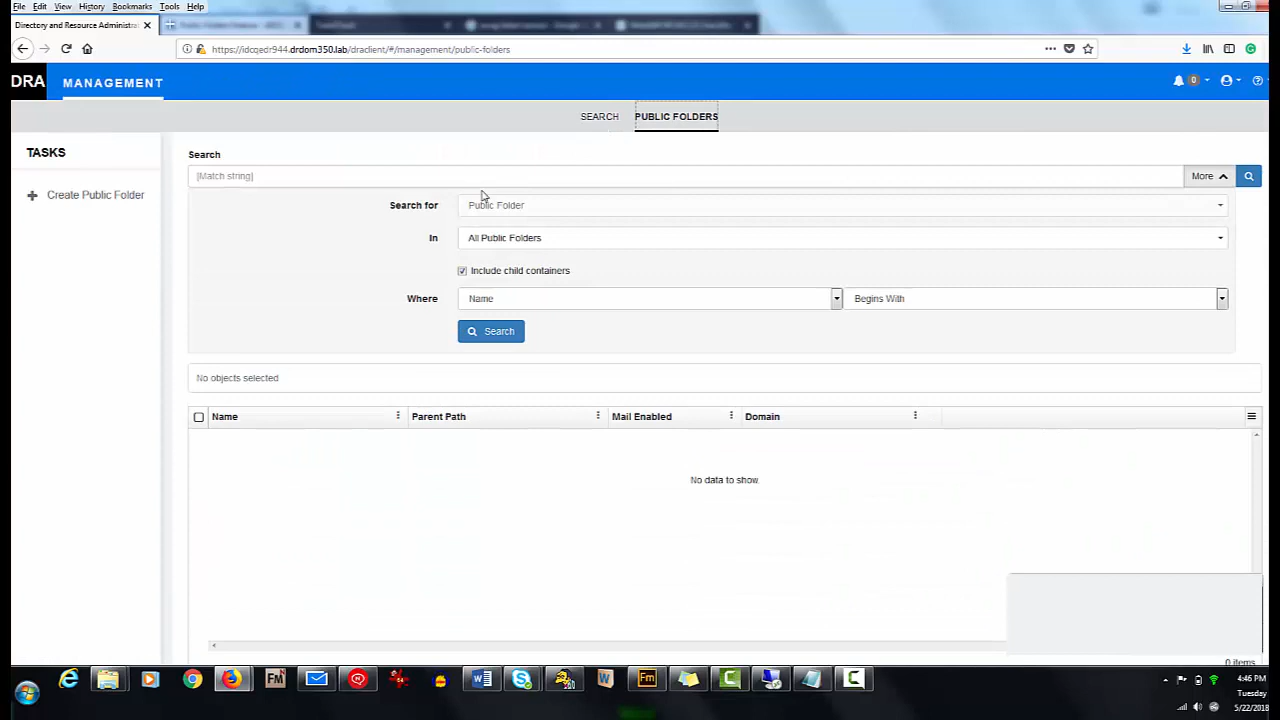 File Edit View History Bookmarks Tools Help
Directory and Resource Administra
https://idcqedr944.drdom350.lab/draclient/#/management/public-folders
DRA MANAGEMENT 0
SEARCH PUBLIC FOLDERS
TASKS
Create Public Folder
Search
[Match string] More
Search for Public Folder
In All Public Folders
Include child containers
Where Name Begins With
Search
No objects selected
Name Parent Path Mail Enabled Domain
No data to show.
0 items
4:46 PM
Tuesday
5/22/2018